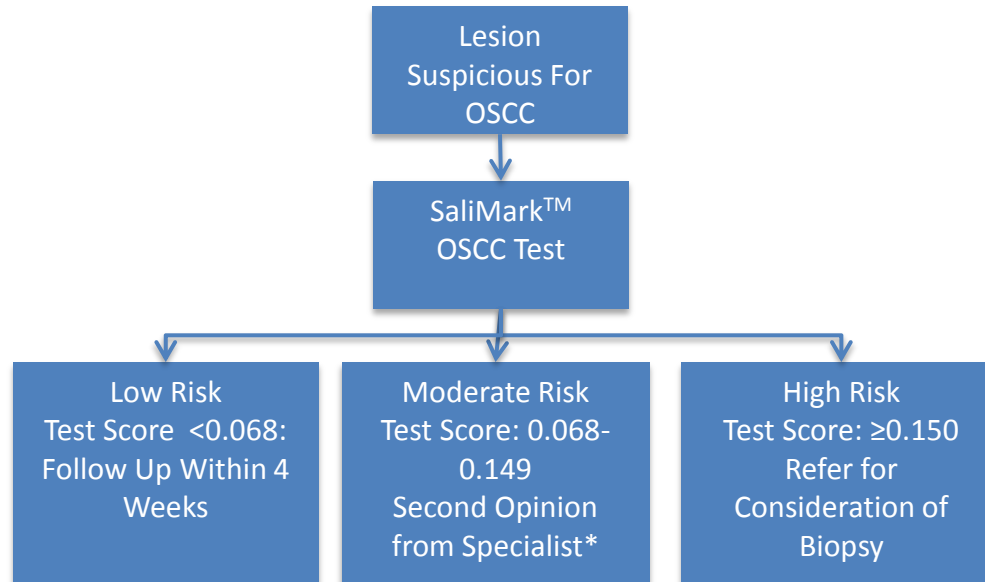 Lesion
Suspicious For
OSCC
SaliMark™
OSCC Test
Low Risk
Test Score <0.068:
Follow Up Within 4
Weeks
Moderate Risk
Test Score: 0.068-
0.149
Second Opinion
from Specialist*
High Risk
Test Score: ≥0.150
Refer for
Consideration of
Biopsy